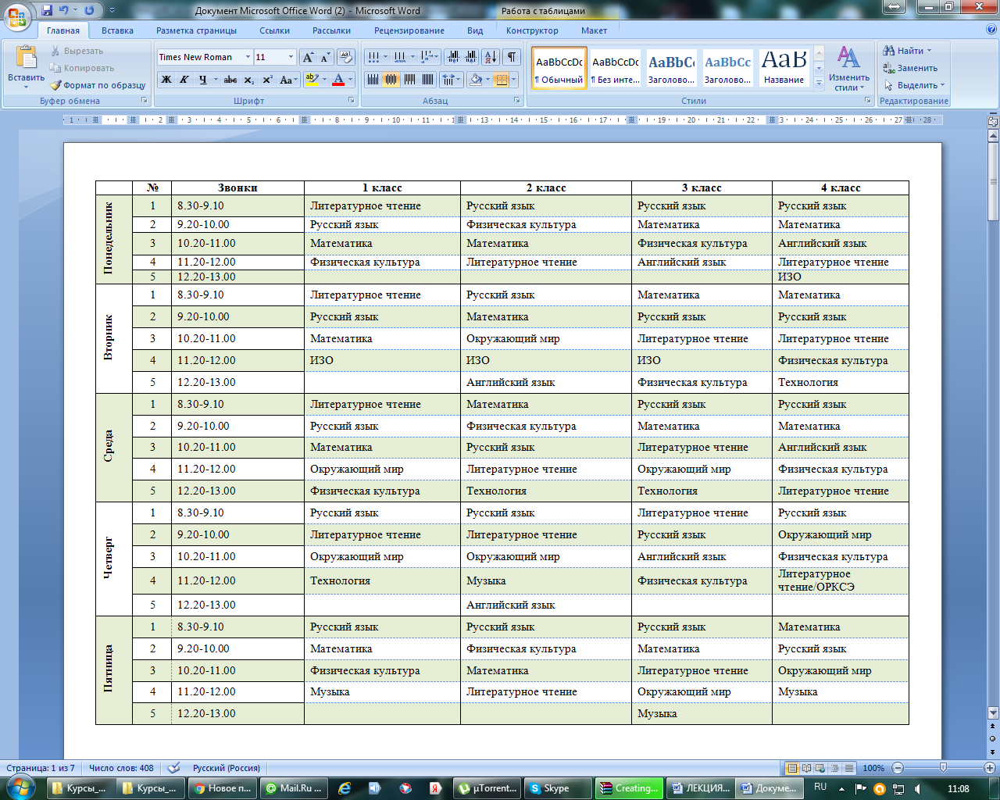 Документ Microsoft Office Word (2) - Microsoft Word
Работа с таблицами
Главная Вставка Разметка страницы Ссылки Рассылки Рецензирование Вид Конструктор Макет
Вставить
Вырезать
Копировать
Формат по образцу
Буфер обмена
Times New Roman 11
Ж К Ч abc x₂ x² Aa
Шрифт
Абзац
AaBbCcDc AaBbCcDc AaBbC AaBbCc AaB
¶ Обычный ¶ Без инте... Заголово... Заголово... Название
Изменить стили
Стили
Найти
Заменить
Выделить
Редактирование
№ Звонки 1 класс 2 класс 3 класс 4 класс
Понедельник
1 8.30-9.10 Литературное чтение Русский язык Русский язык Русский язык
2 9.20-10.00 Русский язык Физическая культура Математика Математика
3 10.20-11.00 Математика Математика Физическая культура Английский язык
4 11.20-12.00 Физическая культура Литературное чтение Английский язык Литературное чтение
5 12.20-13.00 ИЗО
Вторник
1 8.30-9.10 Литературное чтение Русский язык Математика Математика
2 9.20-10.00 Русский язык Математика Русский язык Русский язык
3 10.20-11.00 Математика Окружающий мир Литературное чтение Литературное чтение
4 11.20-12.00 ИЗО ИЗО ИЗО Физическая культура
5 12.20-13.00 Английский язык Физическая культура Технология
Среда
1 8.30-9.10 Литературное чтение Математика Русский язык Русский язык
2 9.20-10.00 Русский язык Физическая культура Математика Математика
3 10.20-11.00 Математика Русский язык Литературное чтение Английский язык
4 11.20-12.00 Окружающий мир Литературное чтение Окружающий мир Физическая культура
5 12.20-13.00 Физическая культура Технология Технология Литературное чтение
Четверг
1 8.30-9.10 Русский язык Русский язык Литературное чтение Русский язык
2 9.20-10.00 Литературное чтение Литературное чтение Русский язык Окружающий мир
3 10.20-11.00 Окружающий мир Окружающий мир Английский язык Физическая культура
4 11.20-12.00 Технология Музыка Физическая культура Литературное чтение/ОРКСЭ
5 12.20-13.00 Английский язык
Пятница
1 8.30-9.10 Русский язык Русский язык Русский язык Математика
2 9.20-10.00 Математика Физическая культура Математика Русский язык
3 10.20-11.00 Физическая культура Математика Литературное чтение Окружающий мир
4 11.20-12.00 Музыка Литературное чтение Окружающий мир Музыка
5 12.20-13.00 Музыка
Страница: 1 из 7 Число слов: 408 Русский (Россия) 100%
Курсы_... Курсы_... Новое п... Mail.Ru ... µTorrent... Skype Creating... ЛЕКЦИЯ... Докуме... RU 11:08